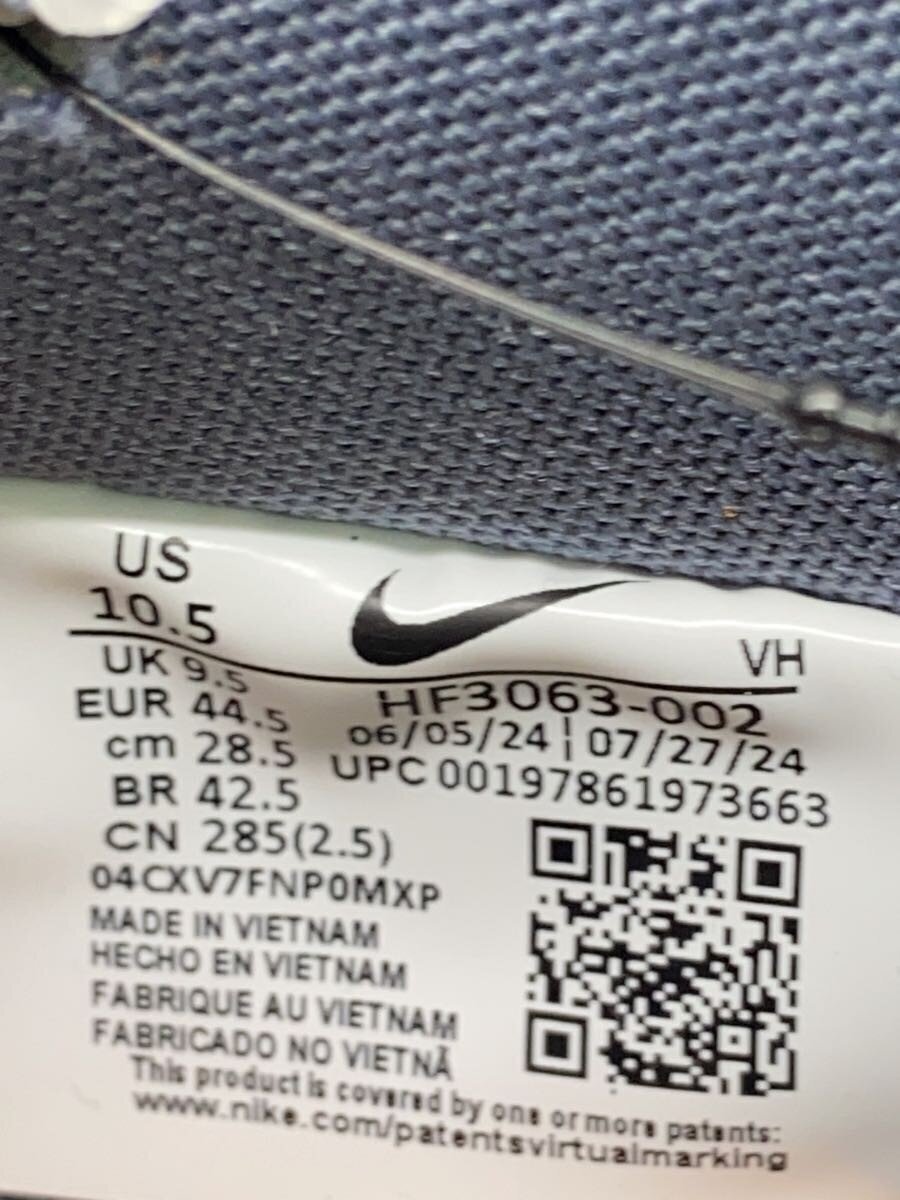 US
10.5
VH
UK 9.5
HF3063-002
EUR 44.5
06/05/24 | 07/27/24
cm 28.5
UPC 00197861973663
BR 42.5
CN 285(2.5)
04CXV7FNP0MXP
MADE IN VIETNAM
HECHO EN VIETNAM
FABRIQUE AU VIETNAM
FABRICADO NO VIETNÃ
This product is covered by one or more patents:
www.nike.com/patentsvirtualmarking